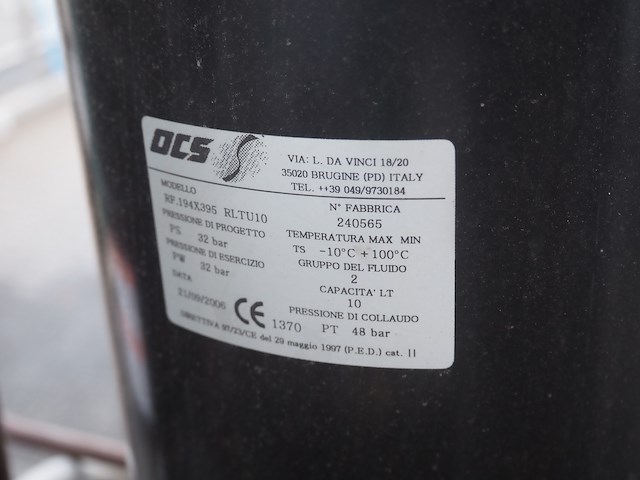 OCS
VIA: L. DA VINCI 18/20
35020 BRUGINE (PD) ITALY
TEL. ++39 049/9730184
MODELLO
RF.194X395 RLTU10
PRESSIONE DI PROGETTO
PS 32 bar
PRESSIONE DI ESERCIZIO
PW 32 bar
DATA
21/09/2006
N° FABBRICA
240565
TEMPERATURA MAX MIN
TS -10°C +100°C
GRUPPO DEL FLUIDO
2
CAPACITA' LT
10
PRESSIONE DI COLLAUDO
CE 1370 PT 48 bar
DIRETTIVA 97/23/CE del 29 maggio 1997 (P.E.D.) cat. II